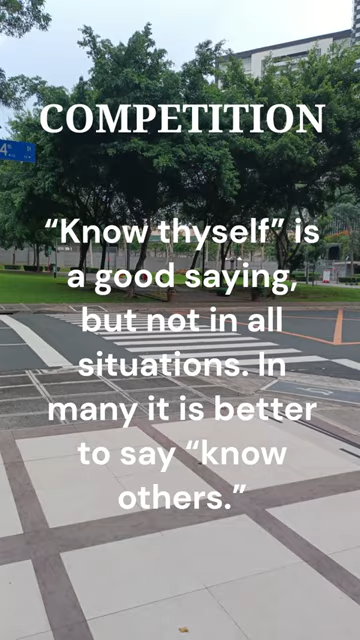 COMPETITION
4th
“Know thyself” is
a good saying,
but not in all
situations. In
many it is better
to say “know
others.”